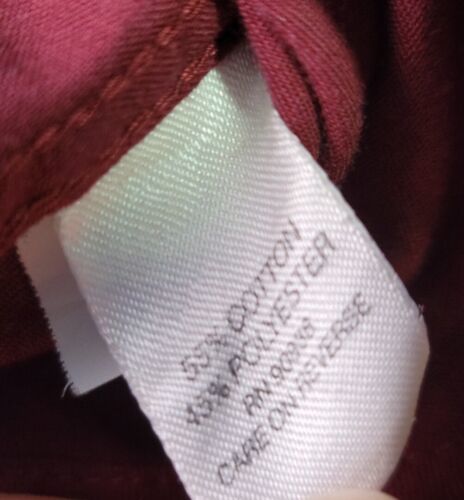 55% COTTON
45% POLYESTER
RN
CARE ON REVERSE